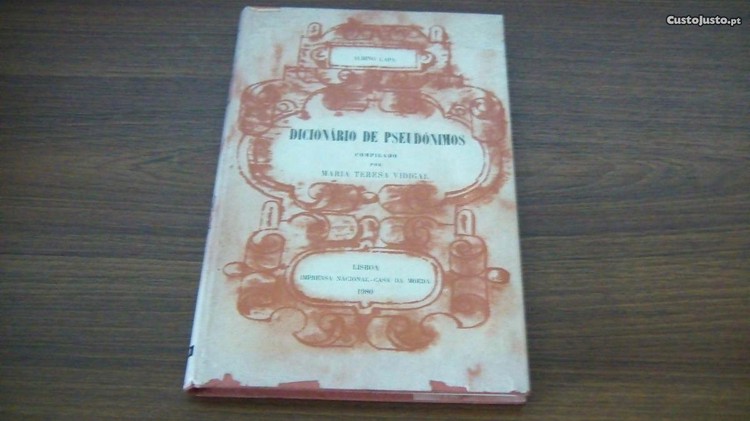 CustoJusto.pt
ALBINO LAPA
DICIONÁRIO DE PSEUDÓNIMOS
COMPILADO
POR
MARIA TERESA VIDIGAL
LISBOA
IMPRENSA NACIONAL-CASA DA MOEDA
1980